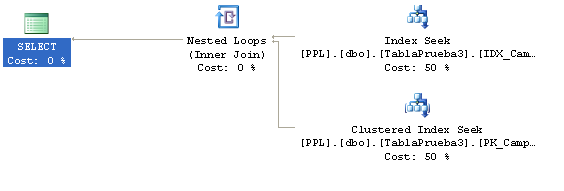 SELECT
Cost: 0 %
Nested Loops
(Inner Join)
Cost: 0 %
Index Seek
[PPL].[dbo].[TablaPrueba3].[IDX_Cam…
Cost: 50 %
Clustered Index Seek
[PPL].[dbo].[TablaPrueba3].[PK_Camp…
Cost: 50 %